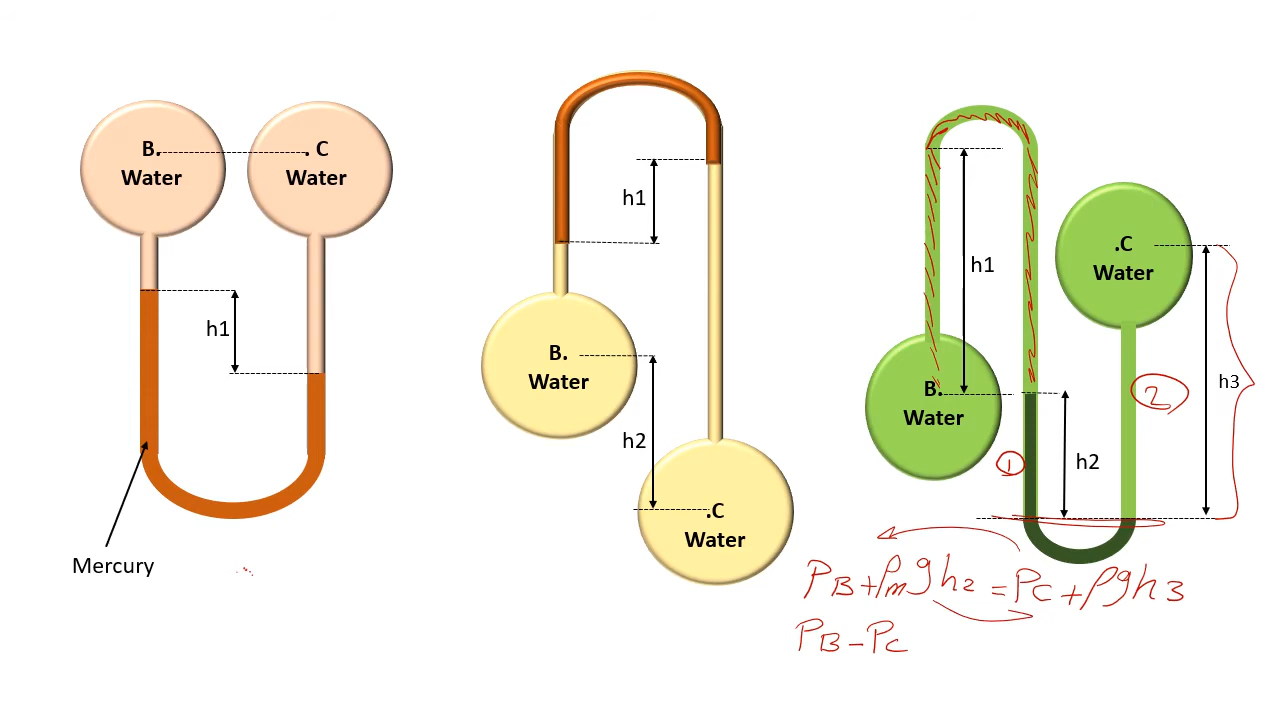 B.
Water
. C
Water
h1
Mercury
h1
B.
Water
h2
.C
Water
h1
B.
Water
h2
.C
Water
h3
1
2
PB+ρmgh2=PC+ρgh3
PB-PC